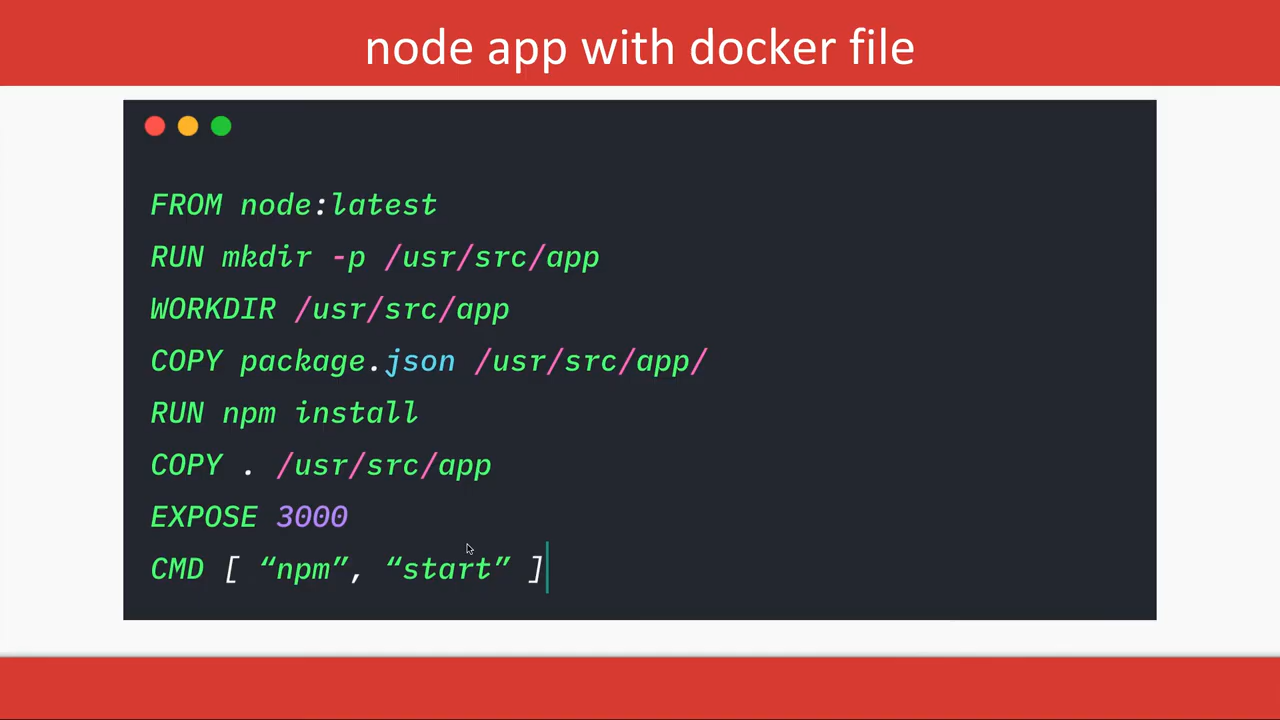 node app with docker file
FROM node:latest
RUN mkdir -p /usr/src/app
WORKDIR /usr/src/app
COPY package.json /usr/src/app/
RUN npm install
COPY . /usr/src/app
EXPOSE 3000
CMD [ “npm”, “start” ]